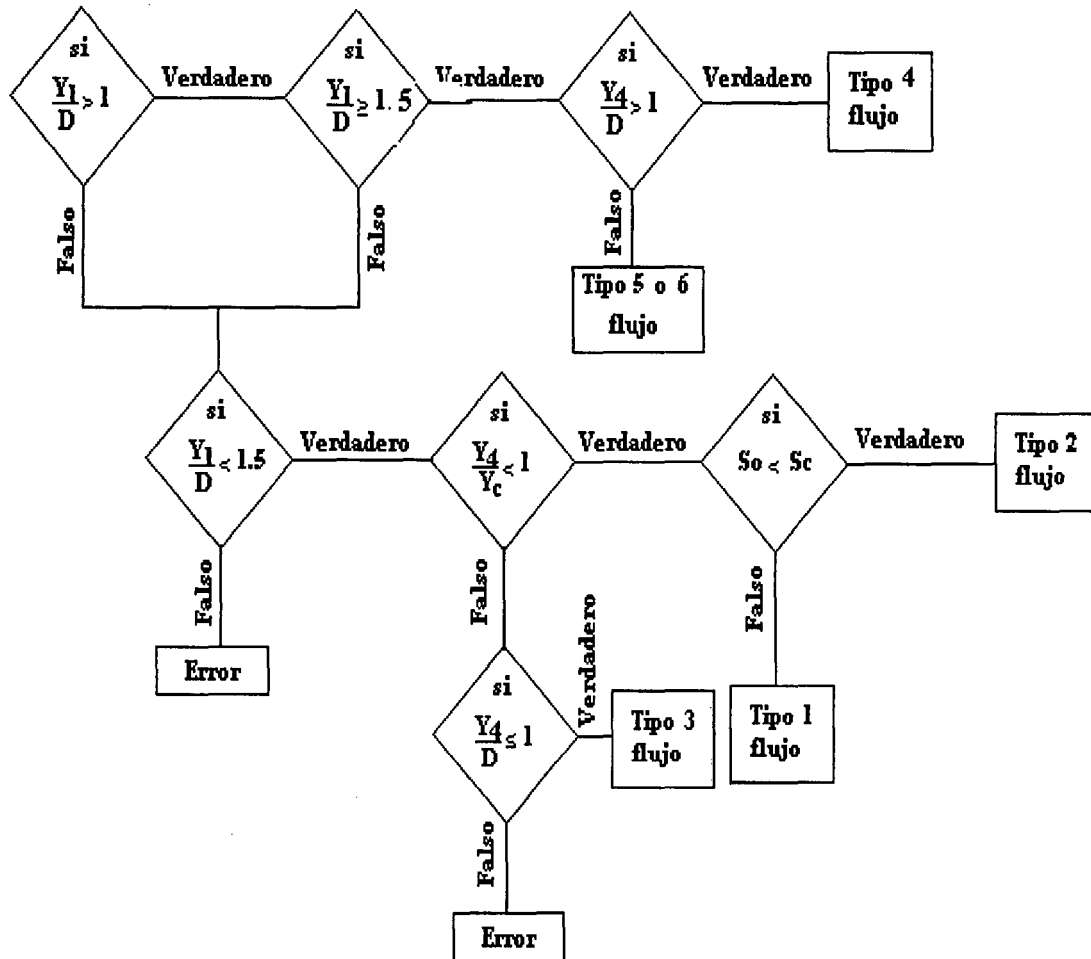 si
Y1/D > 1
Verdadero
Falso
si
Y1/D ≥ 1.5
Verdadero
Falso
si
Y4/D > 1
Verdadero
Falso
Tipo 4
flujo
Tipo 5 o 6
flujo
si
Y1/D < 1.5
Verdadero
Falso
Error
si
Y4/Yc < 1
Verdadero
Falso
si
So < Sc
Verdadero
Falso
Tipo 2
flujo
si
Y4/D ≤ 1
Verdadero
Falso
Tipo 3
flujo
Tipo 1
flujo
Error